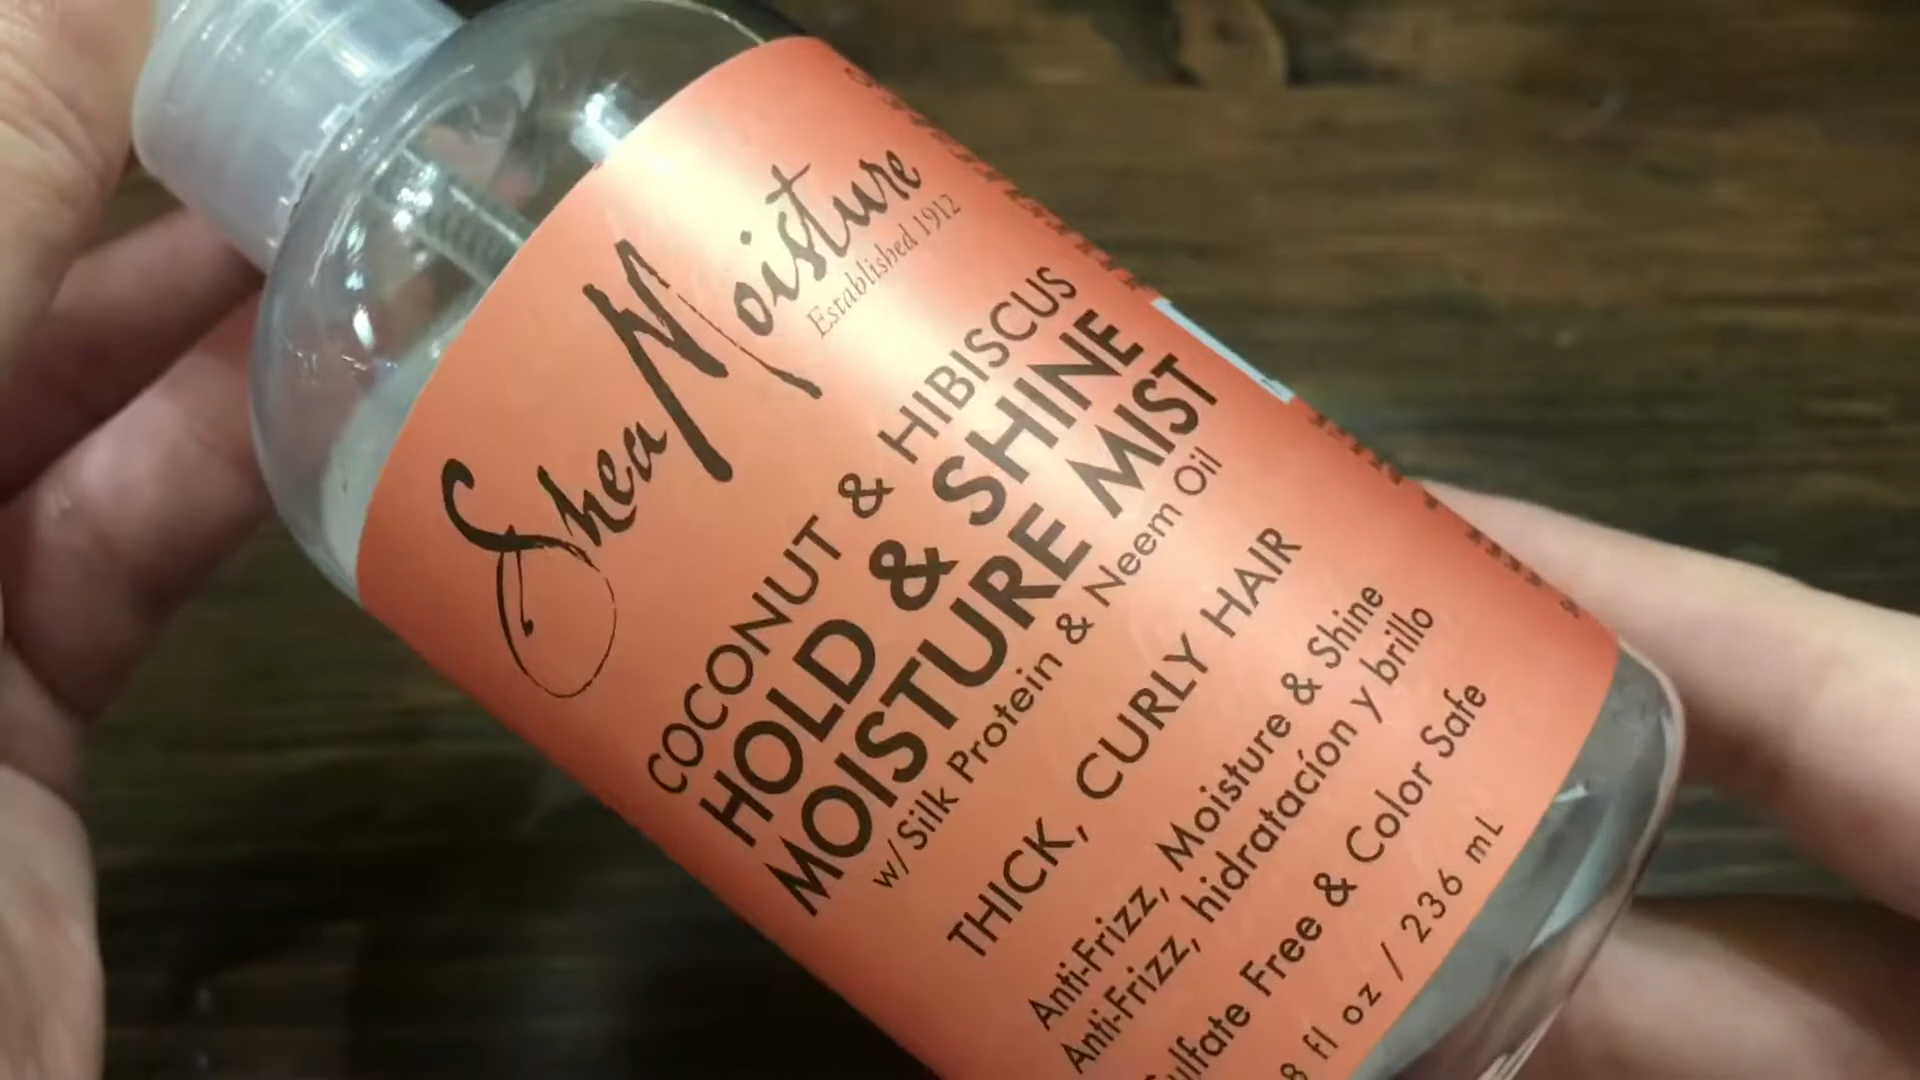 SheaMoisture
Established 1912
COCONUT & HIBISCUS
HOLD & SHINE
MOISTURE MIST
w/ Silk Protein & Neem Oil
THICK, CURLY HAIR
Anti-Frizz, Moisture & Shine
Anti-Frizz, hidratacíon y brillo
Sulfate Free & Color Safe
8 fl oz / 236 mL